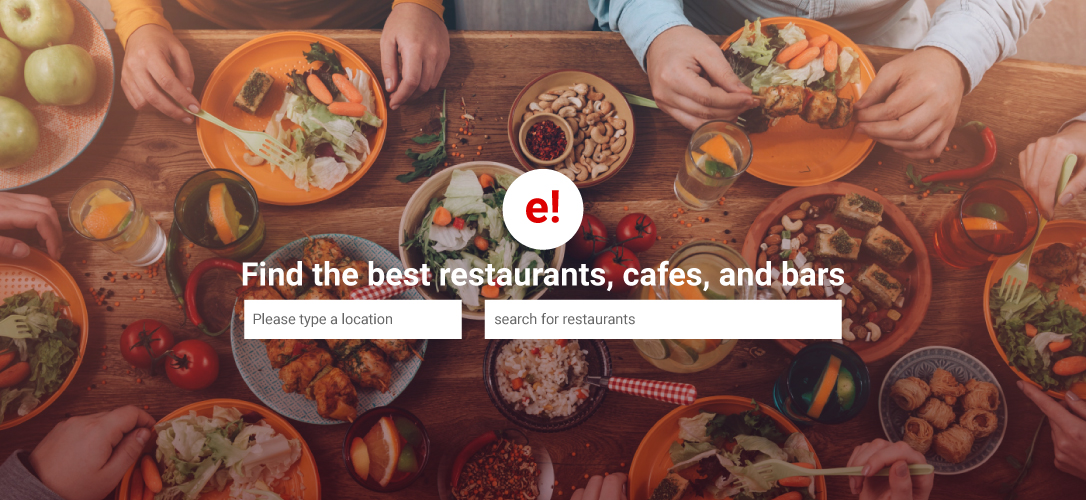 e!
Find the best restaurants, cafes, and bars
Please type a location
search for restaurants